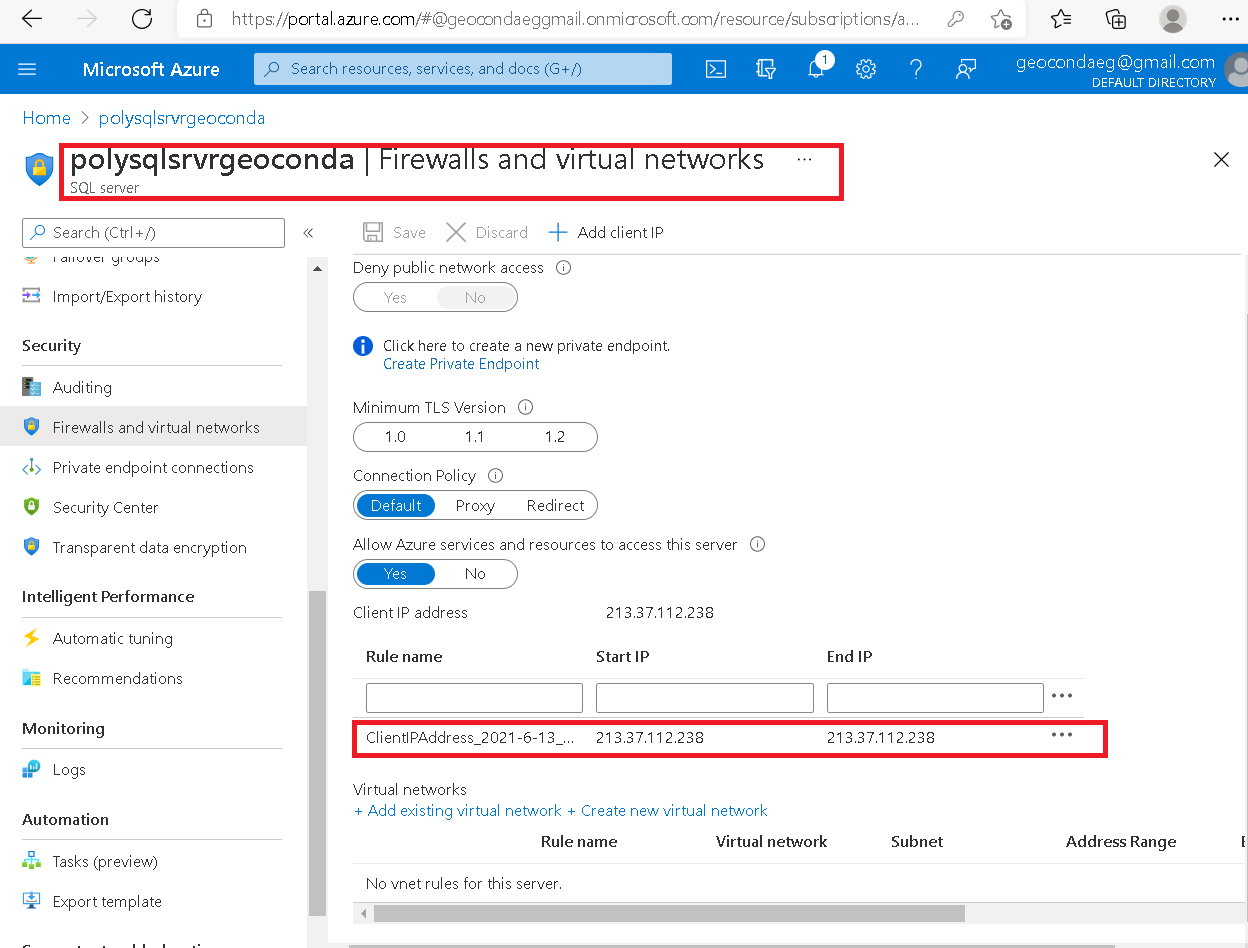 https://portal.azure.com/#@geocondaeggmail.onmicrosoft.com/resource/subscriptions/a...
Microsoft Azure
Search resources, services, and docs (G+/)
1
geocondaeg@gmail.com
DEFAULT DIRECTORY
Home > polysqlsrvrgeoconda
polysqlsrvrgeoconda | Firewalls and virtual networks ...
SQL server
Search (Ctrl+/)
«
Failover groups
Import/Export history
Security
Auditing
Firewalls and virtual networks
Private endpoint connections
Security Center
Transparent data encryption
Intelligent Performance
Automatic tuning
Recommendations
Monitoring
Logs
Automation
Tasks (preview)
Export template
Save Discard Add client IP
Deny public network access
Yes No
Click here to create a new private endpoint.
Create Private Endpoint
Minimum TLS Version
1.0 1.1 1.2
Connection Policy
Default Proxy Redirect
Allow Azure services and resources to access this server
Yes No
Client IP address 213.37.112.238
Rule name Start IP End IP
ClientIPAddress_2021-6-13_... 213.37.112.238 213.37.112.238
Virtual networks
+ Add existing virtual network + Create new virtual network
Rule name Virtual network Subnet Address Range
No vnet rules for this server.